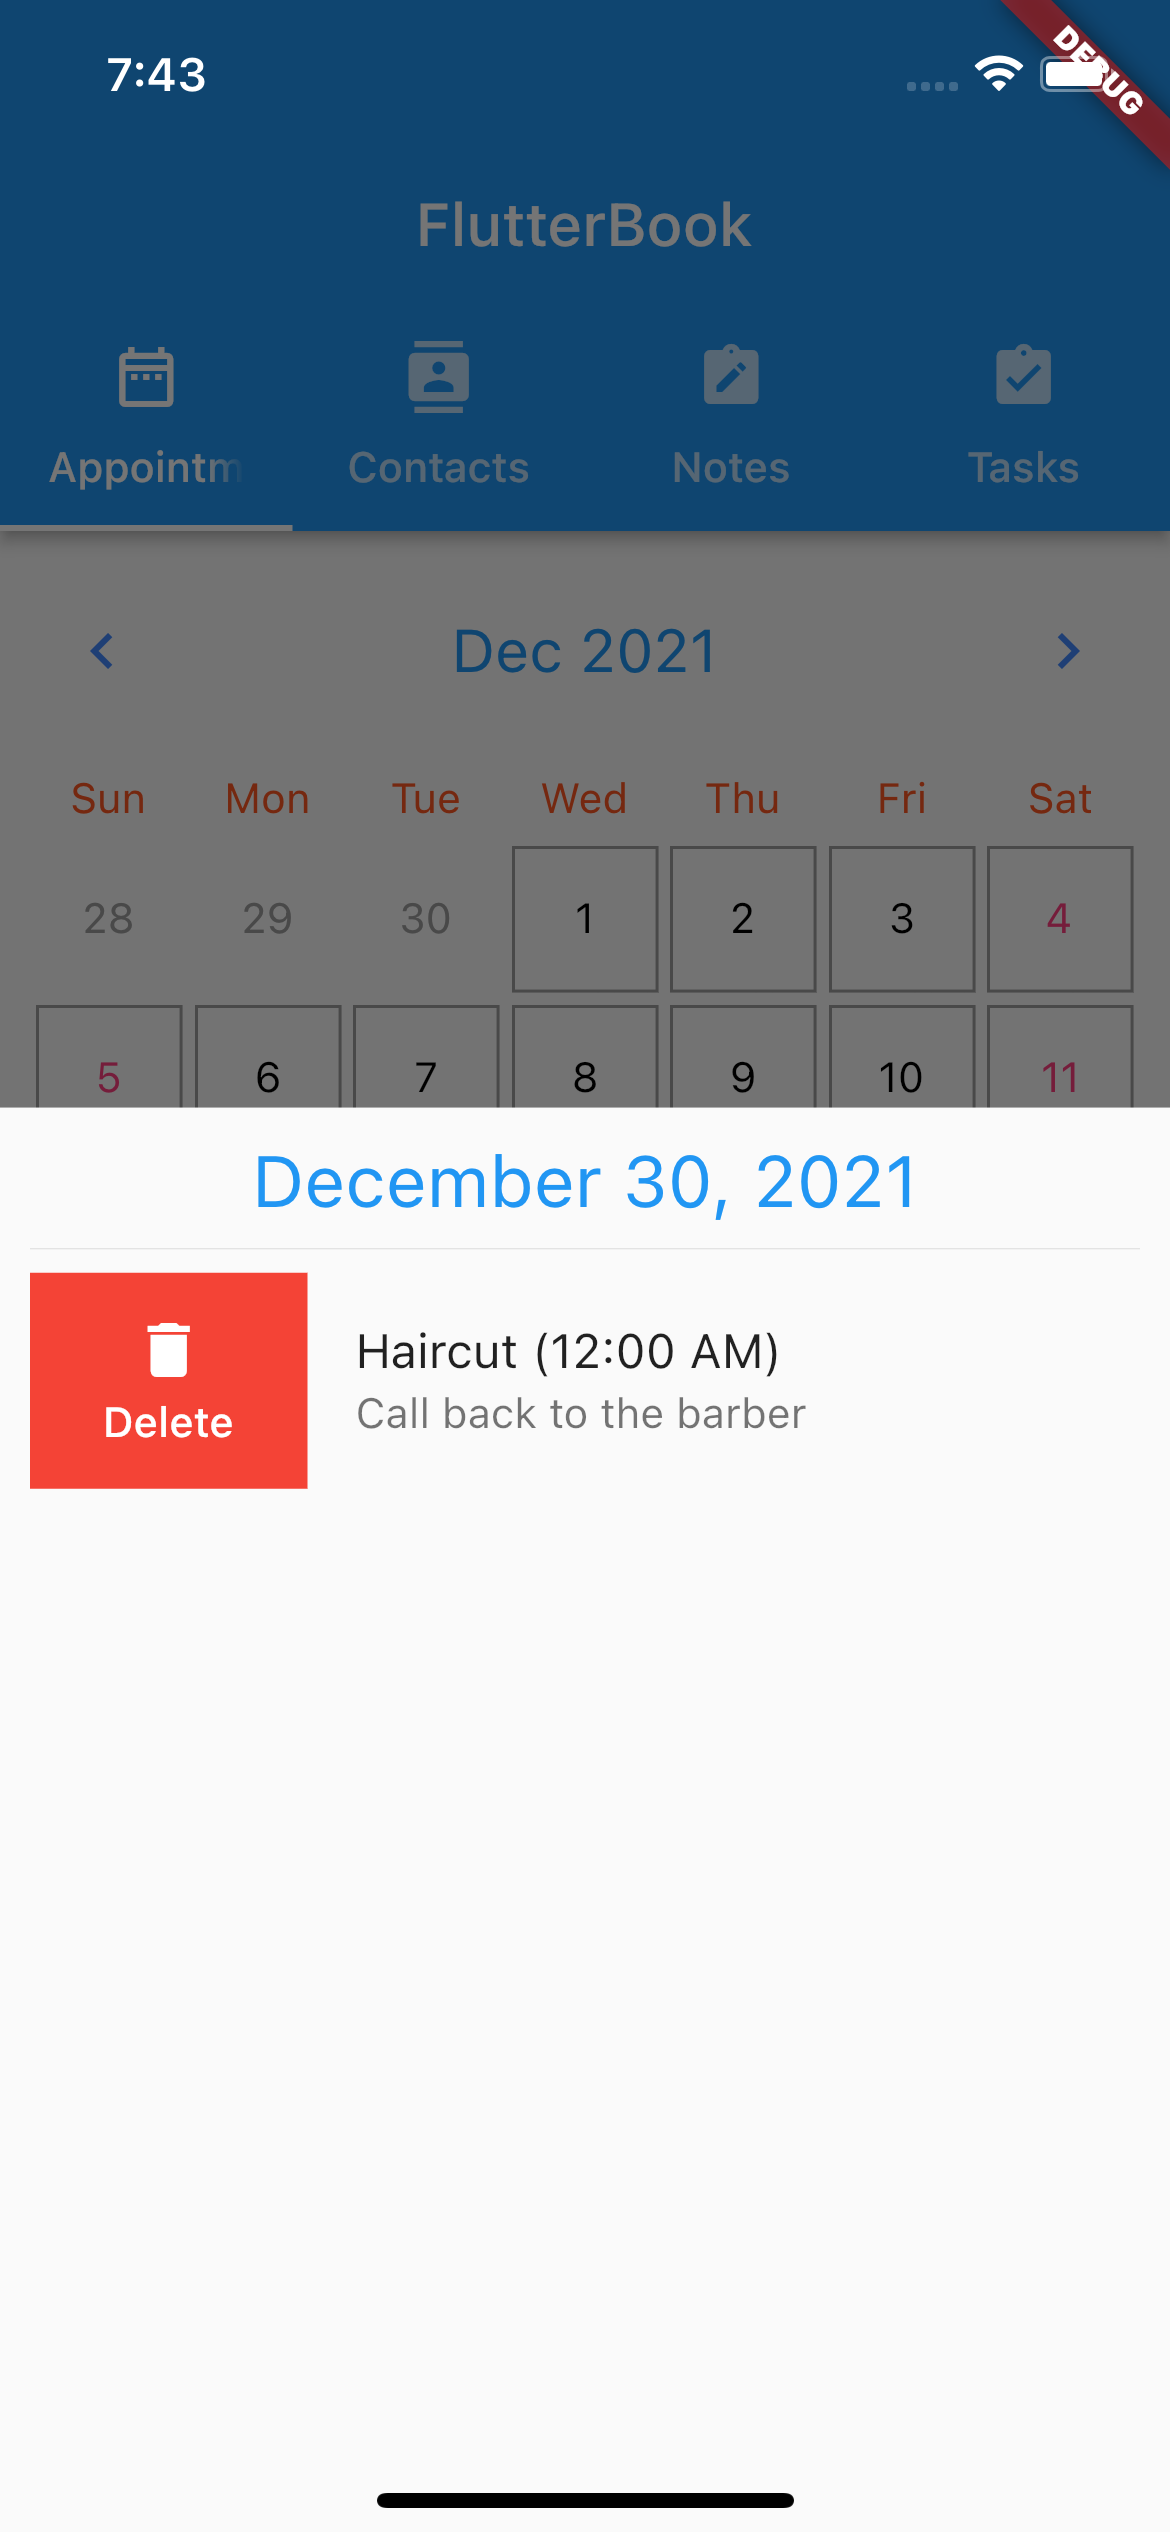 7:43
DEBUG
FlutterBook
Appointm
Contacts
Notes
Tasks
Dec 2021
Sun Mon Tue Wed Thu Fri Sat
28 29 30 1 2 3 4
5 6 7 8 9 10 11
December 30, 2021
Haircut (12:00 AM)
Call back to the barber
Delete